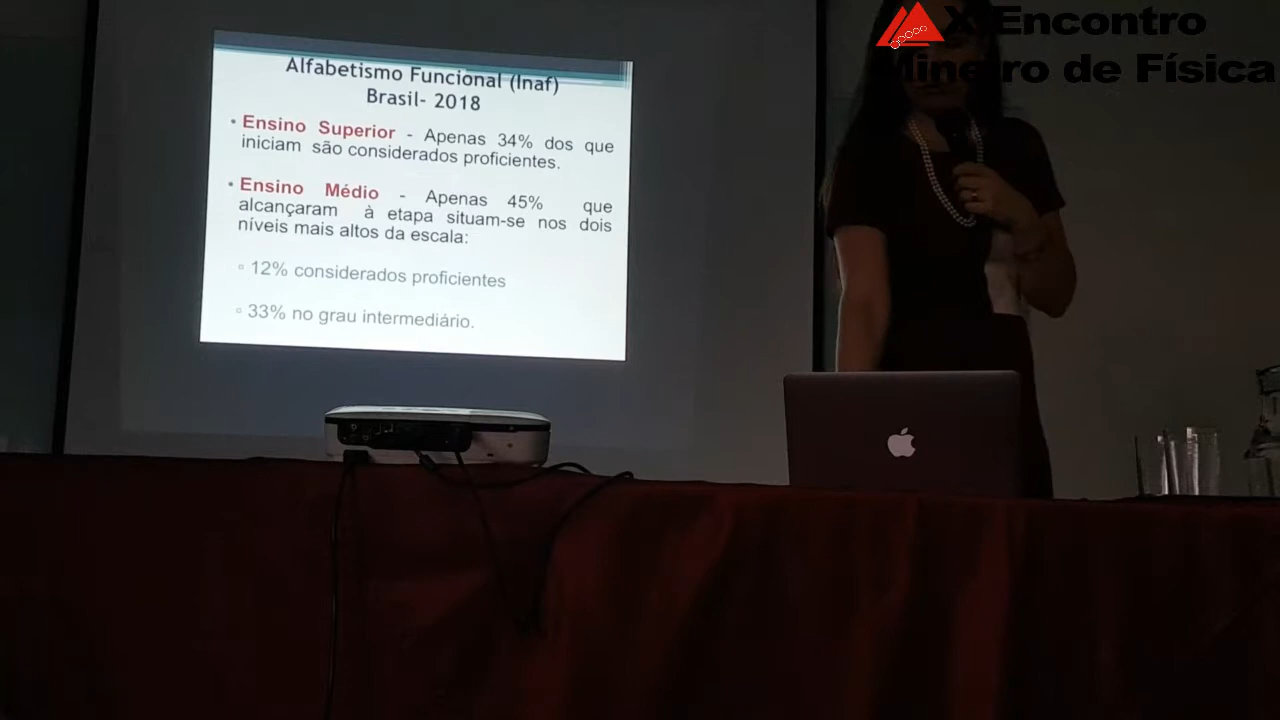 Alfabetismo Funcional (Inaf)
Brasil- 2018
• Ensino Superior - Apenas 34% dos que
iniciam são considerados proficientes.
• Ensino Médio - Apenas 45% que
alcançaram à etapa situam-se nos dois
níveis mais altos da escala:
12% considerados proficientes
33% no grau intermediário.
Encontro
Mineiro de Física